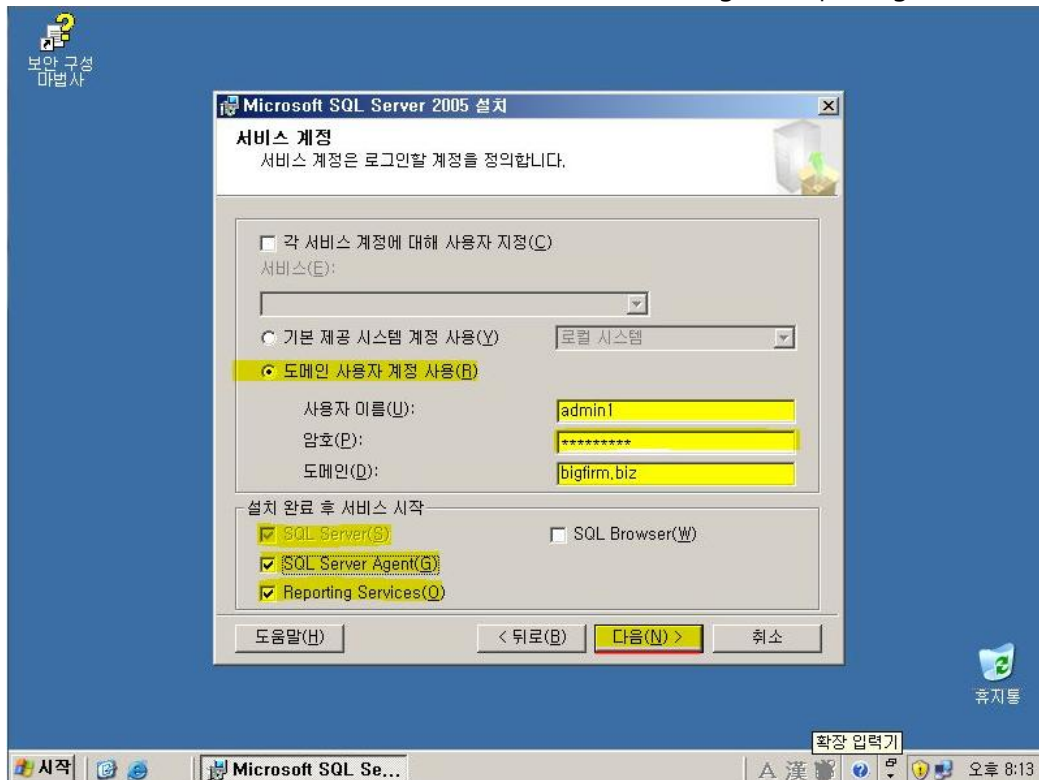 보안 구성
마법사
Microsoft SQL Server 2005 설치
서비스 계정
서비스 계정은 로그인할 계정을 정의합니다.
각 서비스 계정에 대해 사용자 지정(C)
서비스(E):
기본 제공 시스템 계정 사용(Y) 로컬 시스템
도메인 사용자 계정 사용(R)
사용자 이름(U): admin1
암호(P): *********
도메인(D): bigfirm.biz
설치 완료 후 서비스 시작
SQL Server(S) SQL Browser(W)
SQL Server Agent(G)
Reporting Services(O)
도움말(H) < 뒤로(B) 다음(N) > 취소
휴지통
확장 입력기
시작 Microsoft SQL Se... A 漢 오후 8:13